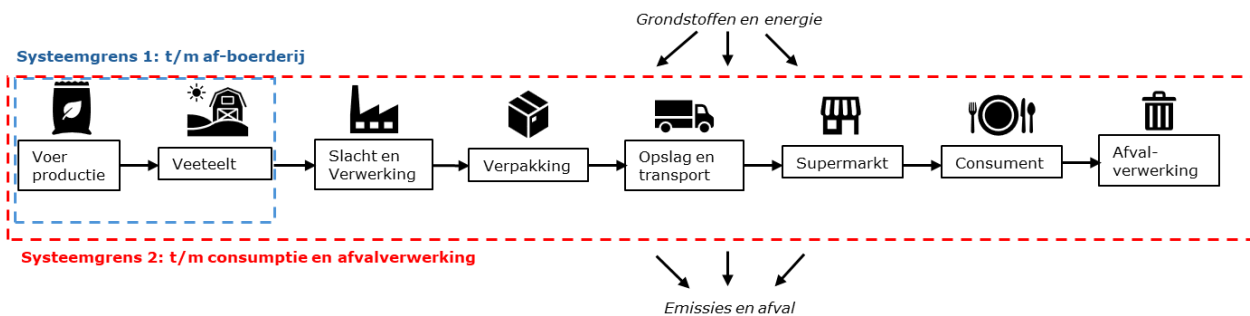 Grondstoffen en energie
Systeemgrens 1: t/m af-boerderij
Voer
productie
Veeteelt
Slacht en
Verwerking
Verpakking
Opslag en
transport
Supermarkt
Consument
Afval-
verwerking
Systeemgrens 2: t/m consumptie en afvalverwerking
Emissies en afval